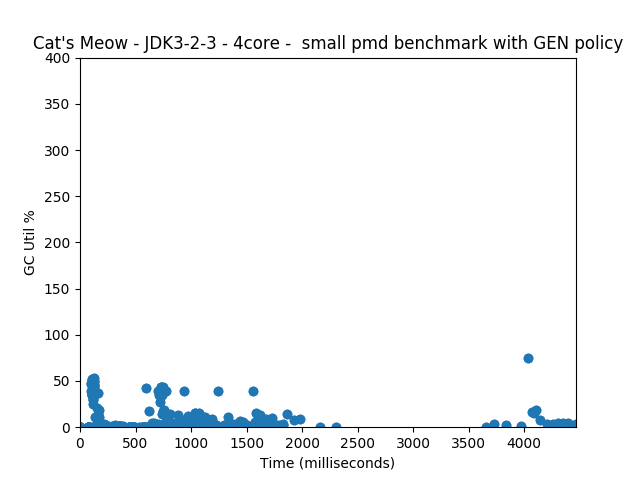 Cat's Meow - JDK3-2-3 - 4core -  small pmd benchmark with GEN policy
400
350
300
250
200
150
100
50
0
GC Util %
0 500 1000 1500 2000 2500 3000 3500 4000
Time (milliseconds)